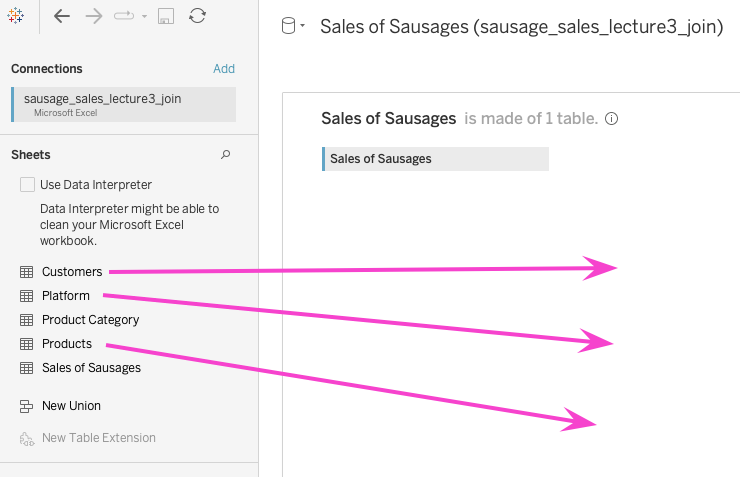 Sales of Sausages (sausage_sales_lecture3_join)
Connections
Add
sausage_sales_lecture3_join
Microsoft Excel
Sales of Sausages is made of 1 table.
Sheets
Sales of Sausages
Use Data Interpreter
Data Interpreter might be able to
clean your Microsoft Excel
workbook.
Customers
Platform
Product Category
Products
Sales of Sausages
New Union
New Table Extension